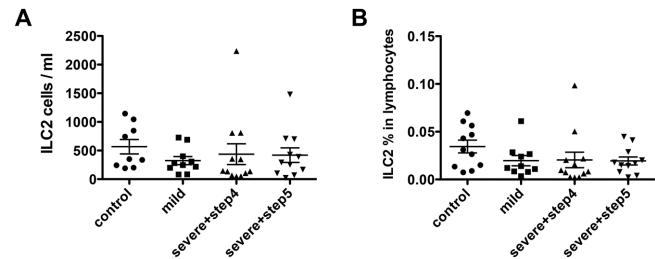 A
ILC2 cells / ml
2500
2000
1500
1000
500
0
control
mild
severe+step4
severe+step5
B
ILC2 % in lymphocytes
0.15
0.10
0.05
0.00
control
mild
severe+step4
severe+step5